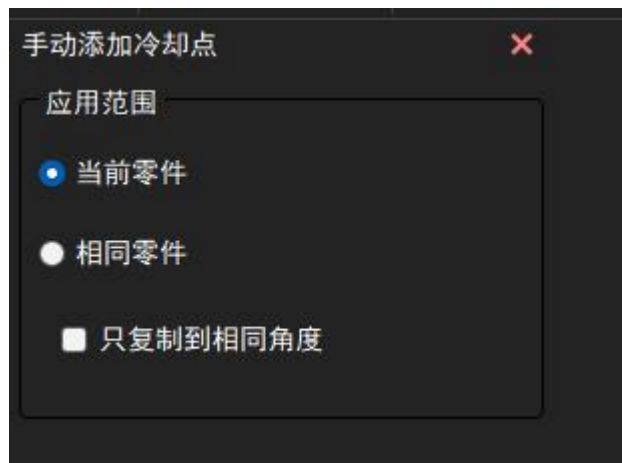 手动添加冷却点
应用范围
当前零件
相同零件
只复制到相同角度